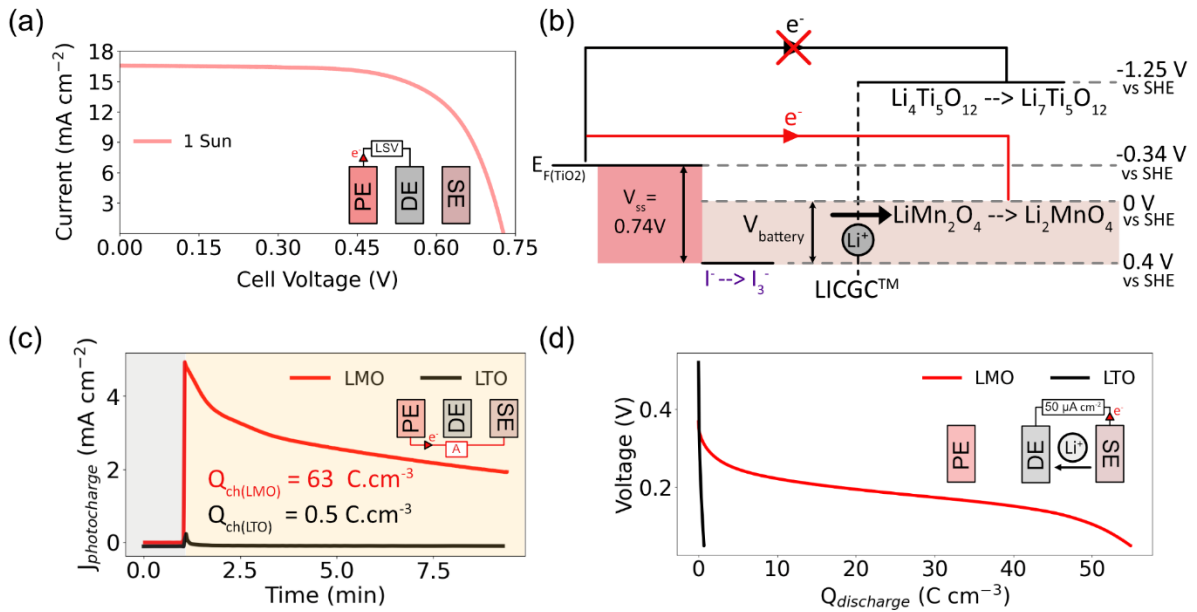 (a)
Current (mA cm⁻²)
18
15
12
9
6
3
0.00
0.15
0.30
0.45
0.60
0.75
Cell Voltage (V)
1 Sun
e⁻
LSV
PE
DE
SE
(b)
e⁻
-1.25 V
vs SHE
Li₄Ti₅O₁₂ --> Li₇Ti₅O₁₂
e⁻
-0.34 V
vs SHE
E_F(TiO2)
0 V
vs SHE
V_ss=
0.74V
V_battery
LiMn₂O₄ --> Li₂MnO₄
Li⁺
0.4 V
vs SHE
I⁻ --> I₃⁻
LICGC™
(c)
J_photocharge (mA cm⁻²)
4
2
0
LMO
LTO
PE
DE
SE
e⁻
A
Q_ch(LMO) = 63 C.cm⁻³
Q_ch(LTO) = 0.5 C.cm⁻³
0.0
2.5
5.0
7.5
Time (min)
(d)
Voltage (V)
0.4
0.2
LMO
LTO
50 µA cm⁻²
e⁻
PE
DE
Li⁺
SE
0
10
20
30
40
50
Q_discharge (C cm⁻³)